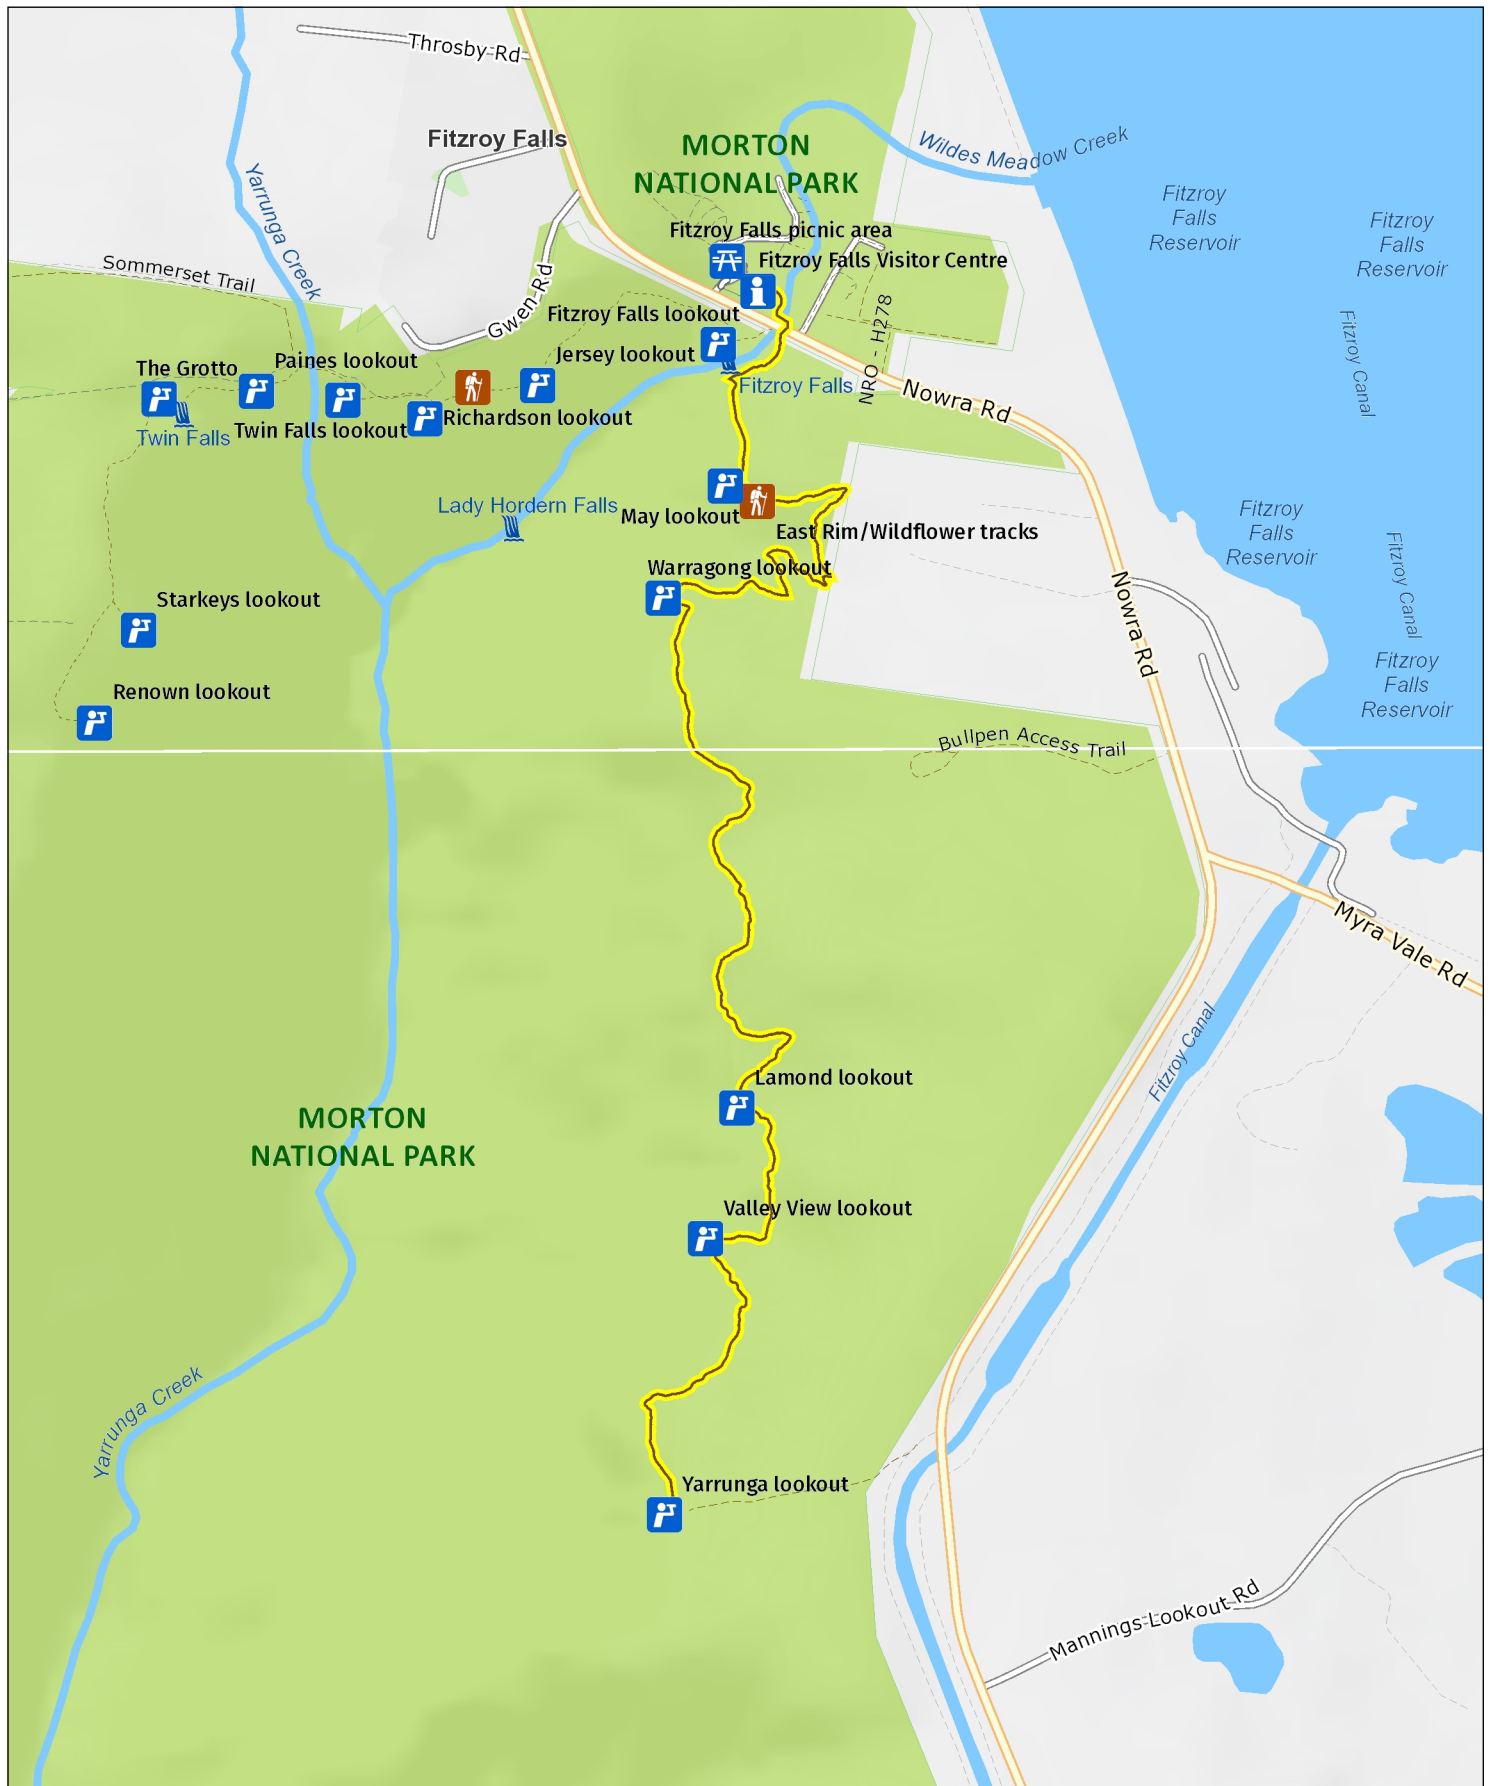 Throsby Rd
Fitzroy Falls
MORTON
NATIONAL PARK
Wildes Meadow Creek
Yarrunga Creek
Fitzroy
Falls
Reservoir
Fitzroy
Falls
Reservoir
Fitzroy Falls picnic area
Fitzroy Falls Visitor Centre
Sommerset Trail
Gwen Rd
Fitzroy Falls lookout
NRO - H278
Fitzroy Canal
Jersey lookout
Paines lookout
The Grotto
Fitzroy Falls
Nowra Rd
Richardson lookout
Twin Falls lookout
Twin Falls
Lady Hordern Falls
May lookout
East Rim/Wildflower tracks
Fitzroy
Falls
Reservoir
Fitzroy Canal
Warragong lookout
Starkeys lookout
Nowra Rd
Renown lookout
Fitzroy
Falls
Reservoir
Bullpen Access Trail
Myra Vale Rd
Fitzroy Canal
Lamond lookout
MORTON
NATIONAL PARK
Valley View lookout
Yarrunga Creek
Yarrunga lookout
Mannings Lookout Rd